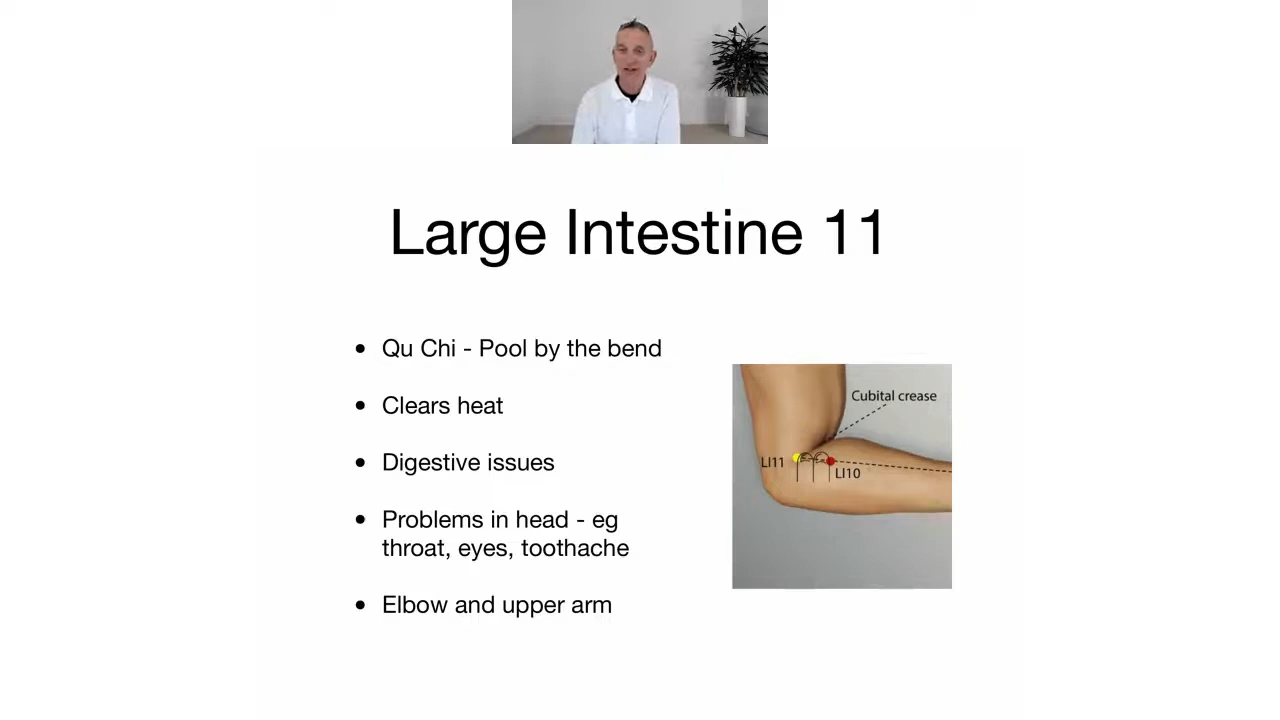 Large Intestine 11
• Qu Chi - Pool by the bend
• Clears heat
• Digestive issues
• Problems in head - eg
throat, eyes, toothache
• Elbow and upper arm
Cubital crease
LI11
LI10